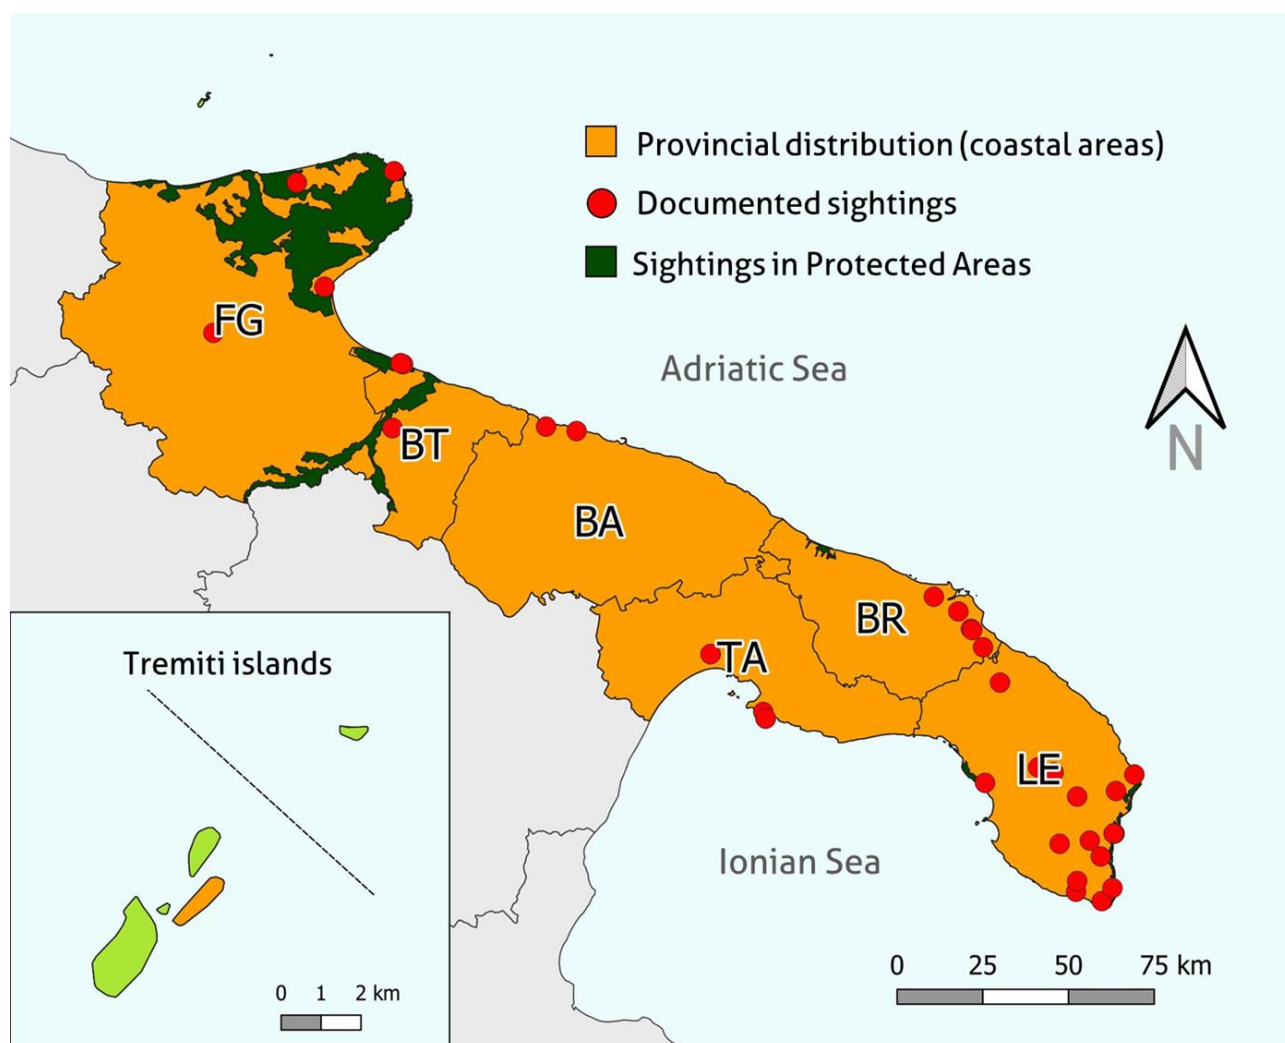 Provincial distribution (coastal areas)
Documented sightings
Sightings in Protected Areas
FG
Adriatic Sea
BT
N
BA
BR
TA
Tremiti islands
LE
Ionian Sea
0 25 50 75 km
0 1 2 km